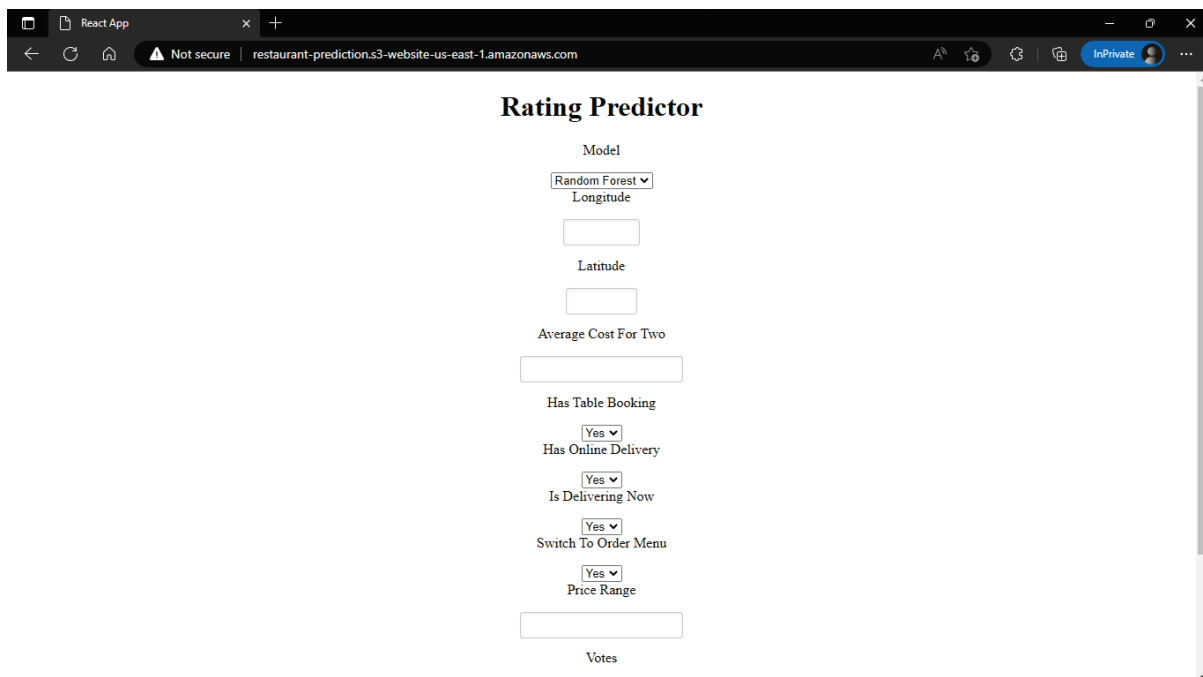 React App
Not secure restaurant-prediction.s3-website-us-east-1.amazonaws.com InPrivate
Rating Predictor
Model
Random Forest
Longitude
Latitude
Average Cost For Two
Has Table Booking
Yes
Has Online Delivery
Yes
Is Delivering Now
Yes
Switch To Order Menu
Yes
Price Range
Votes